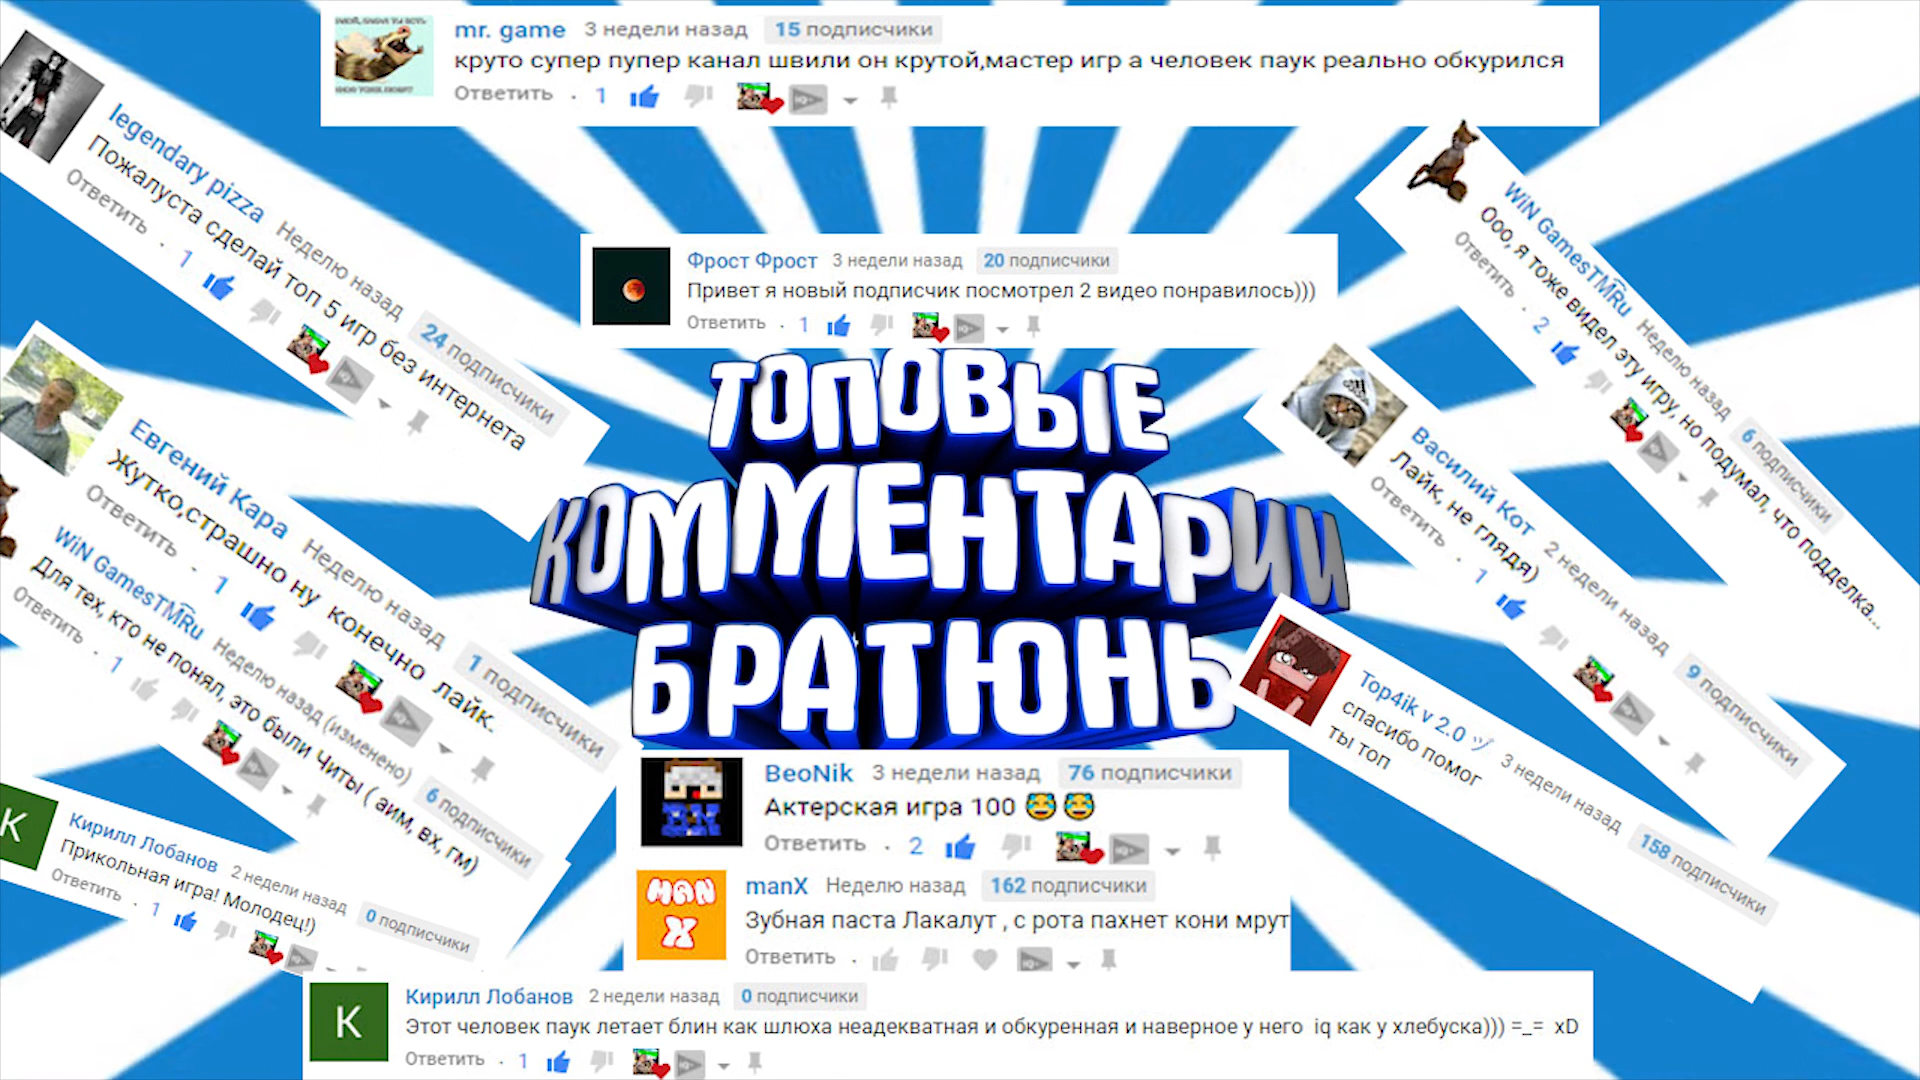 mr. game 3 недели назад 15 подписчики
круто супер пупер канал швили он крутой,мастер игр а человек паук реально обкурился
Ответить · 1
legendary pizza Неделю назад 24 подписчики
Пожалуста сделай топ 5 игр без интернета
Ответить · 1
WiN GamesTMRu Неделю назад 6 подписчики
Ооо, я тоже видел эту игру, но подумал, что подделка...
Ответить · 2
Фрост Фрост 3 недели назад 20 подписчики
Привет я новый подписчик посмотрел 2 видео понравилось)))
Ответить · 1
ТОПОВЫЕ
КОММЕНТАРИИ
БРАТЮНЬ
Евгений Кара Неделю назад 1 подписчики
Жутко,страшно ну конечно лайк.
Ответить · 1
Василий Кот 2 недели назад 9 подписчики
Лайк, не глядя)
Ответить · 1
WiN GamesTMRu Неделю назад (изменено) 6 подписчики
Для тех, кто не понял, это были читы ( аим, вх, гм)
Ответить · 1
Top4ik v 2.0 ヅ 3 недели назад 158 подписчики
спасибо помог
ты топ
BeoNik 3 недели назад 76 подписчики
Актерская игра 100 😂😂
Ответить · 2
Кирилл Лобанов 2 недели назад 0 подписчики
Прикольная игра! Молодец!)
Ответить · 1
MAN
X
manX Неделю назад 162 подписчики
Зубная паста Лакалут , с рота пахнет кони мрут
Ответить ·
К
К
Кирилл Лобанов 2 недели назад 0 подписчики
Этот человек паук летает блин как шлюха неадекватная и обкуренная и наверное у него iq как у хлебуска))) =_= xD
Ответить · 1